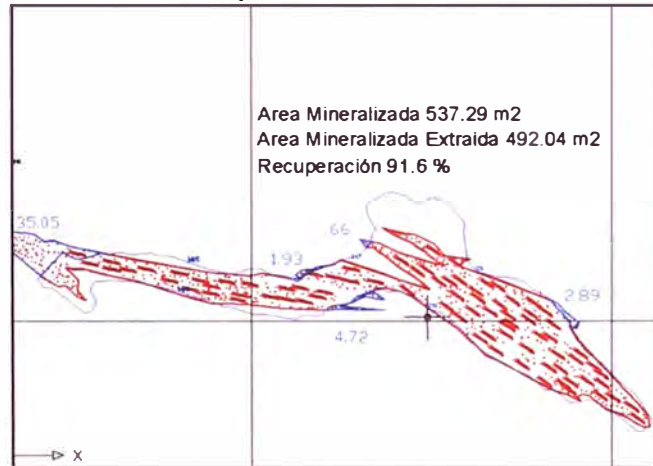 Area Mineralizada 537.29 m2
Area Mineralizada Extraida 492.04 m2
Recuperación 91.6 %
35.05
66
1.93
2.89
4.72
X